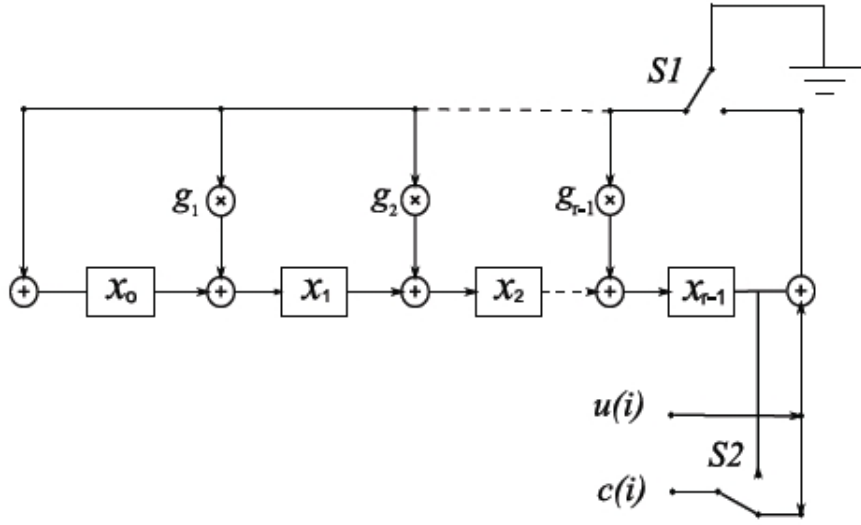 S1
g₁
g₂
gᵣ₋₁
x₀
x₁
x₂
xᵣ₋₁
u(i)
S2
c(i)